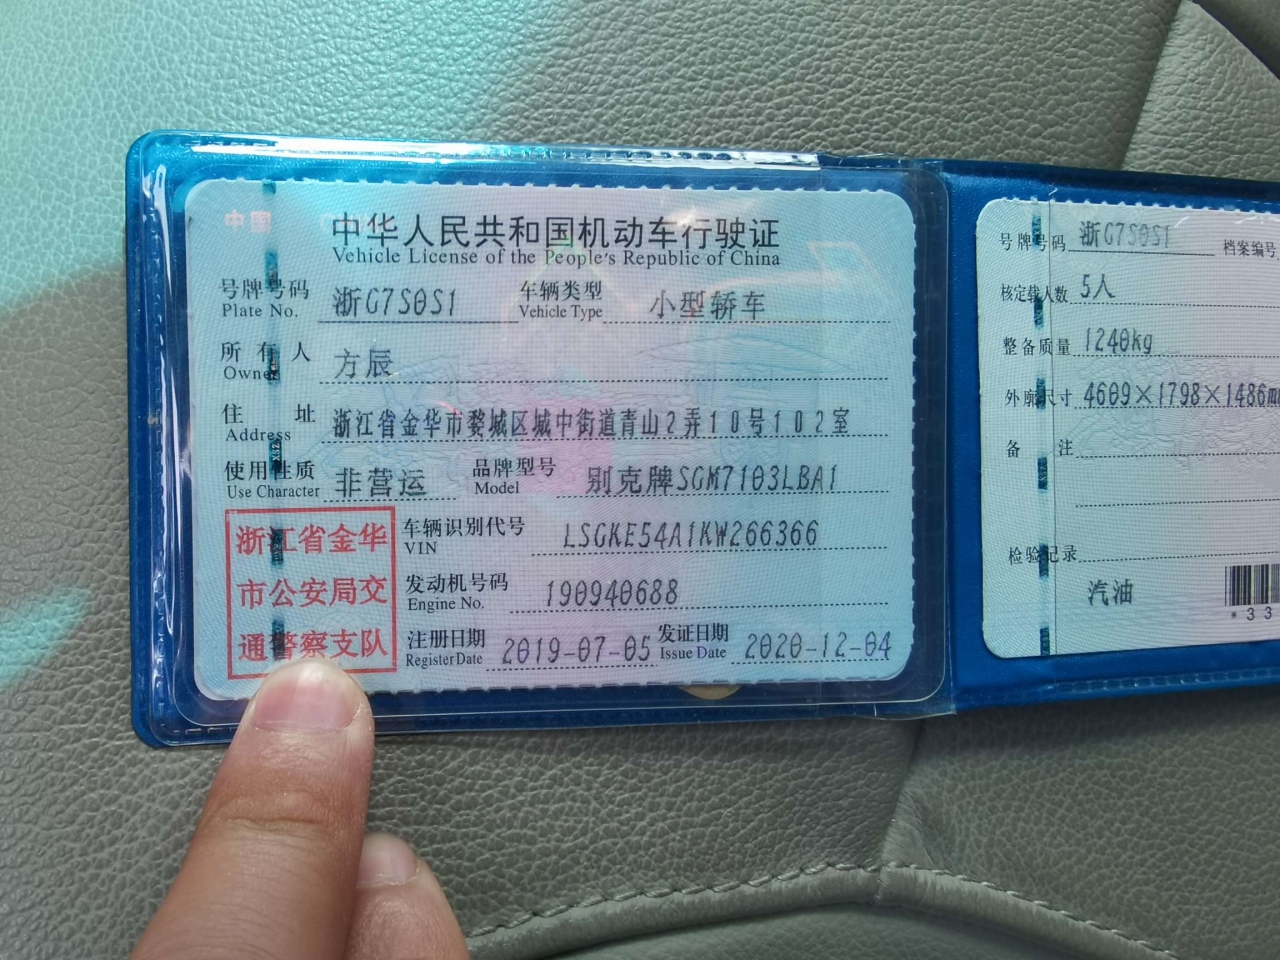 中国
中华人民共和国机动车行驶证
Vehicle License of the People's Republic of China
号牌号码 浙G7S0S1 车辆类型 小型轿车
Plate No. Vehicle Type
所有人 方辰
Owner
住址 浙江省金华市婺城区城中街道青山2弄10号102室
Address
使用性质 非营运 品牌型号 别克牌SGM7103LBA1
Use Character Model
浙江省金华
市公安局交
通警察支队
车辆识别代号 LSGKE54A1KW266366
VIN
发动机号码 190940688
Engine No.
注册日期 2019-07-05 发证日期 2020-12-04
Register Date Issue Date
号牌号码 浙G7S0S1 档案编号
核定载人数 5人
整备质量 1240kg
外廓尺寸 4609×1798×1486m
备注
检验记录
汽油
*33